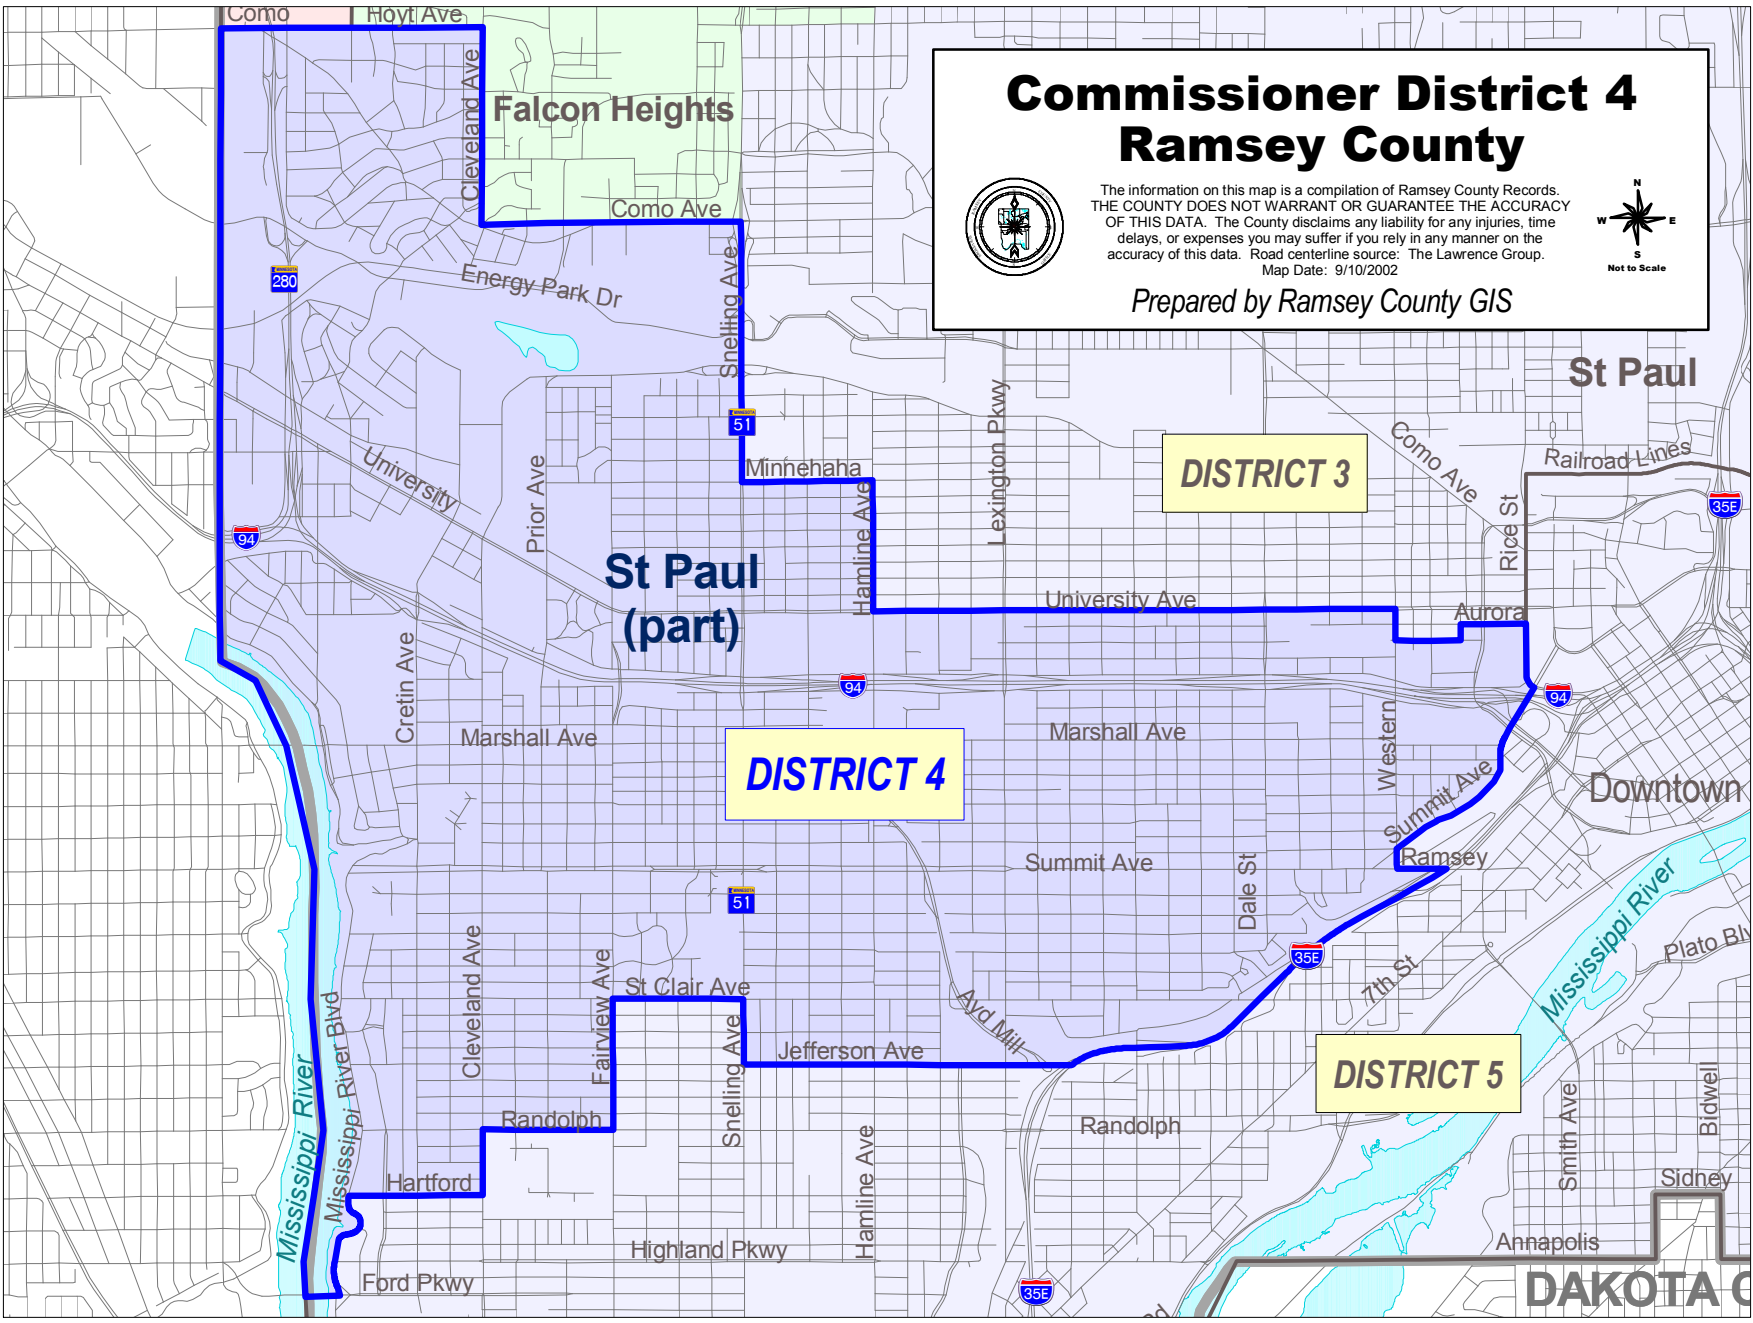 Como
Hoyt Ave
Cleveland Ave
Falcon Heights
Commissioner District 4
Ramsey County
The information on this map is a compilation of Ramsey County Records.
THE COUNTY DOES NOT WARRANT OR GUARANTEE THE ACCURACY
OF THIS DATA. The County disclaims any liability for any injuries, time
delays, or expenses you may suffer if you rely in any manner on the
accuracy of this data. Road centerline source: The Lawrence Group.
Map Date: 9/10/2002
Prepared by Ramsey County GIS
N
W
E
S
Not to Scale
Como Ave
MINNESOTA
280
Energy Park Dr
Snelling Ave
St Paul
MINNESOTA
51
Lexington Pkwy
Como Ave
Railroad Lines
University
Prior Ave
Minnehaha
DISTRICT 3
Rice St
35E
94
Hamline Ave
St Paul
(part)
University Ave
Aurora
Cretin Ave
94
94
Marshall Ave
Marshall Ave
Western
DISTRICT 4
Summit Ave
Downtown
Summit Ave
Ramsey
MINNESOTA
51
Dale St
Mississippi River
Plato Blv
35E
Cleveland Ave
Fairview Ave
St Clair Ave
7th St
Ayd Mill
Snelling Ave
Jefferson Ave
Mississippi River
Mississippi River Blvd
DISTRICT 5
Smith Ave
Bidwell
Randolph
Randolph
Hamline Ave
Hartford
Sidney
Highland Pkwy
Annapolis
Ford Pkwy
35E
DAKOTA C